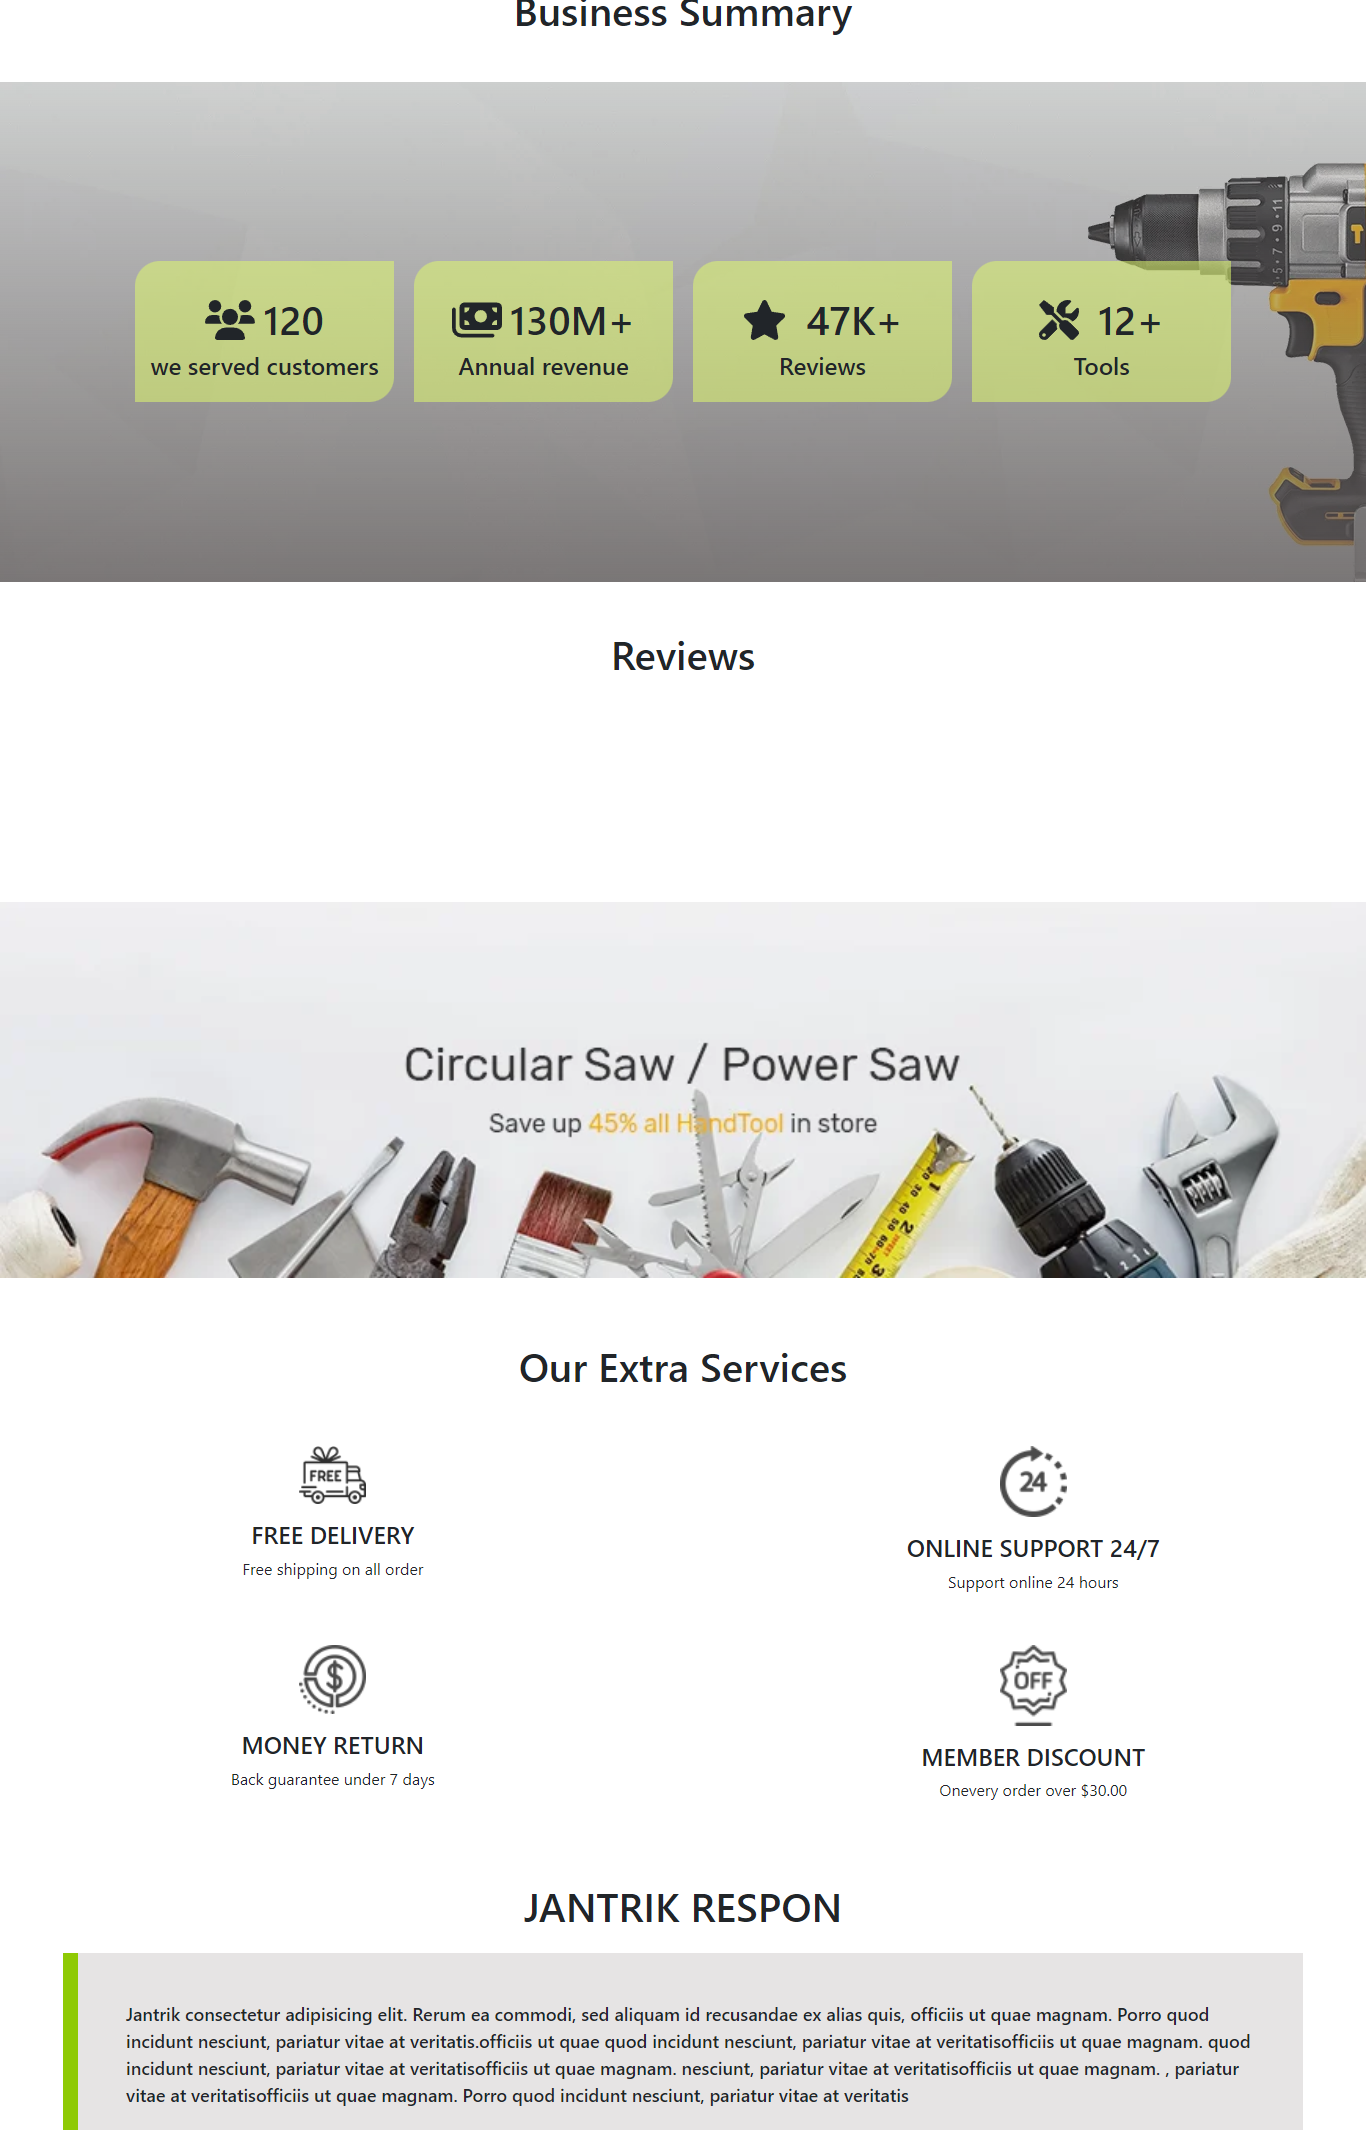 Business Summary
120
we served customers
130M+
Annual revenue
47K+
Reviews
12+
Tools
Reviews
Circular Saw / Power Saw
Save up 45% all HandTool in store
FREE
FREE DELIVERY
Free shipping on all order
24
ONLINE SUPPORT 24/7
Support online 24 hours
$
MONEY RETURN
Back guarantee under 7 days
OFF
MEMBER DISCOUNT
Onevery order over $30.00
Our Extra Services
JANTRIK RESPON
Jantrik consectetur adipisicing elit. Rerum ea commodi, sed aliquam id recusandae ex alias quis, officiis ut quae magnam. Porro quod
incidunt nesciunt, pariatur vitae at veritatis.officiis ut quae quod incidunt nesciunt, pariatur vitae at veritatisofficiis ut quae magnam. quod
incidunt nesciunt, pariatur vitae at veritatisofficiis ut quae magnam. nesciunt, pariatur vitae at veritatisofficiis ut quae magnam. , pariatur
vitae at veritatisofficiis ut quae magnam. Porro quod incidunt nesciunt, pariatur vitae at veritatis